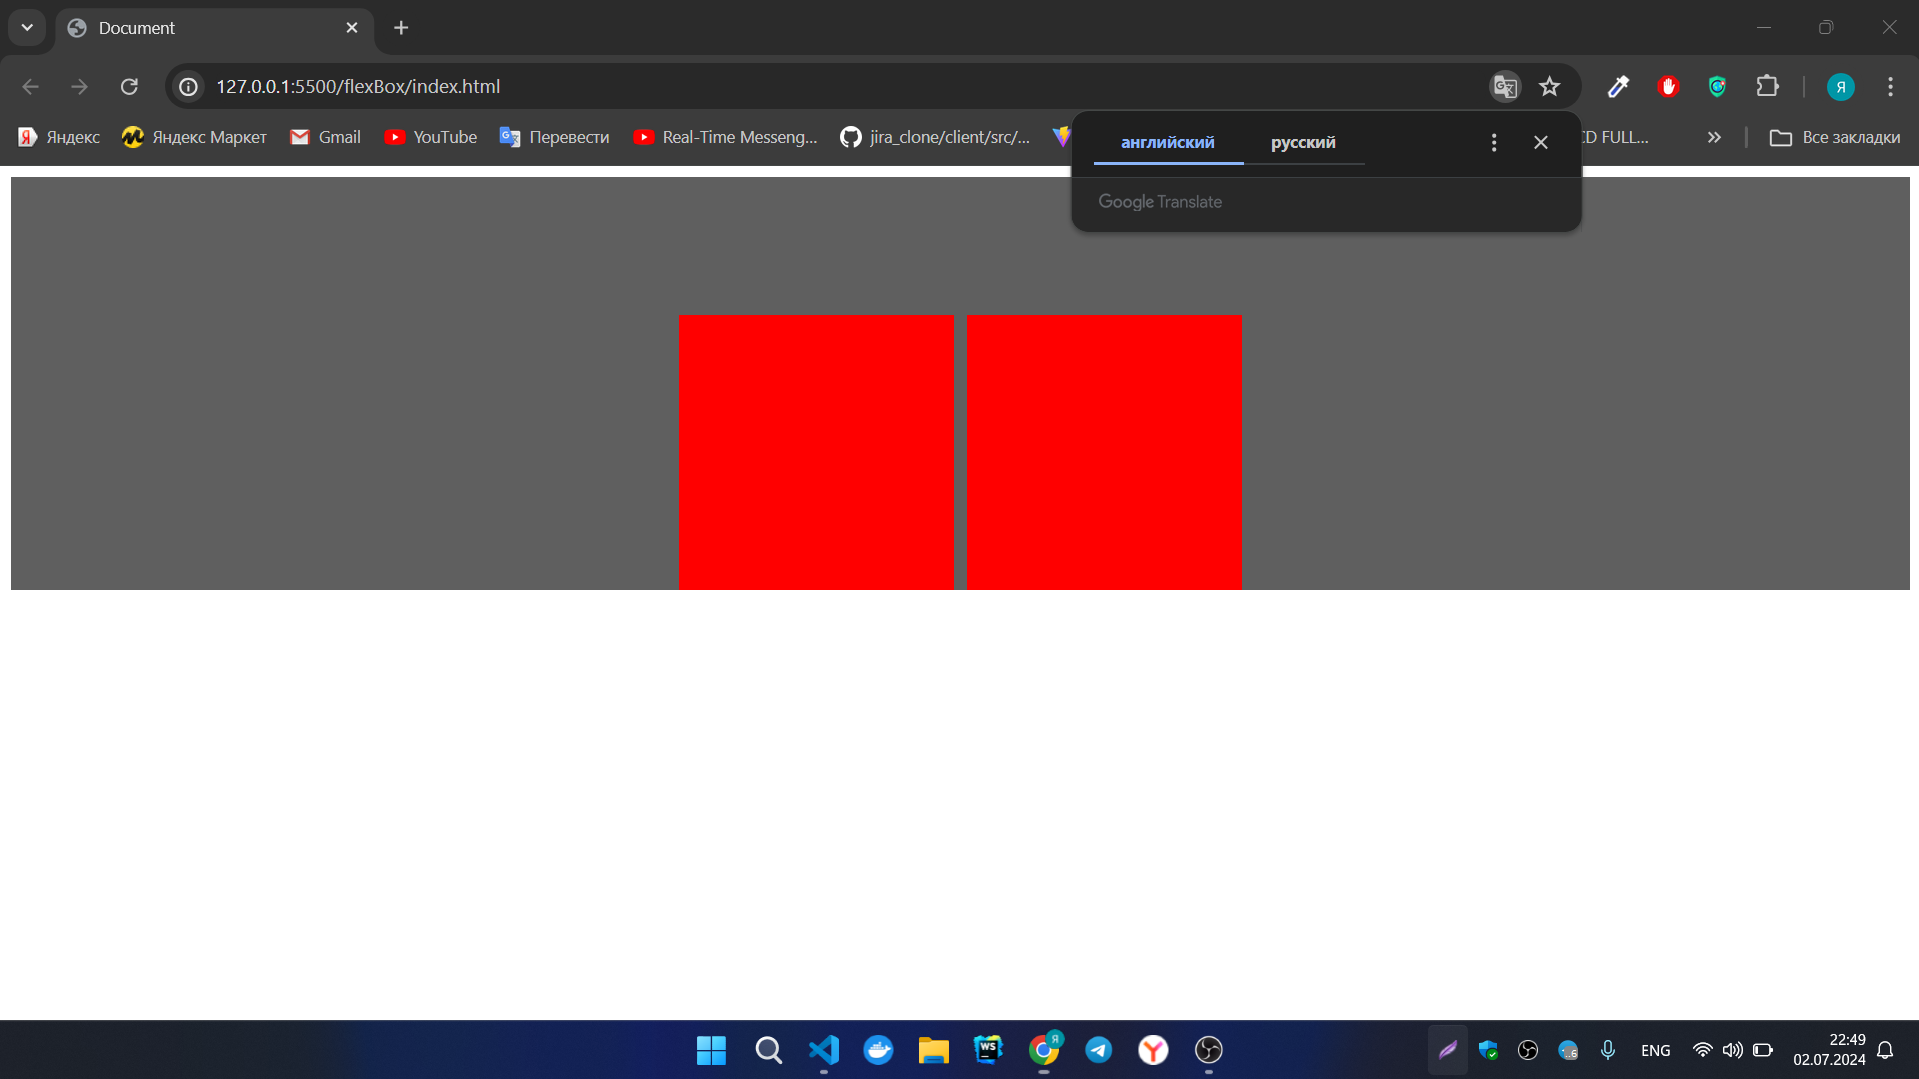 Document
127.0.0.1:5500/flexBox/index.html
Яндекс
Яндекс Маркет
Gmail
YouTube
Перевести
Real-Time Messeng...
jira_clone/client/src/...
CD FULL...
Все закладки
английский
русский
Google Translate
ENG
22:49
02.07.2024